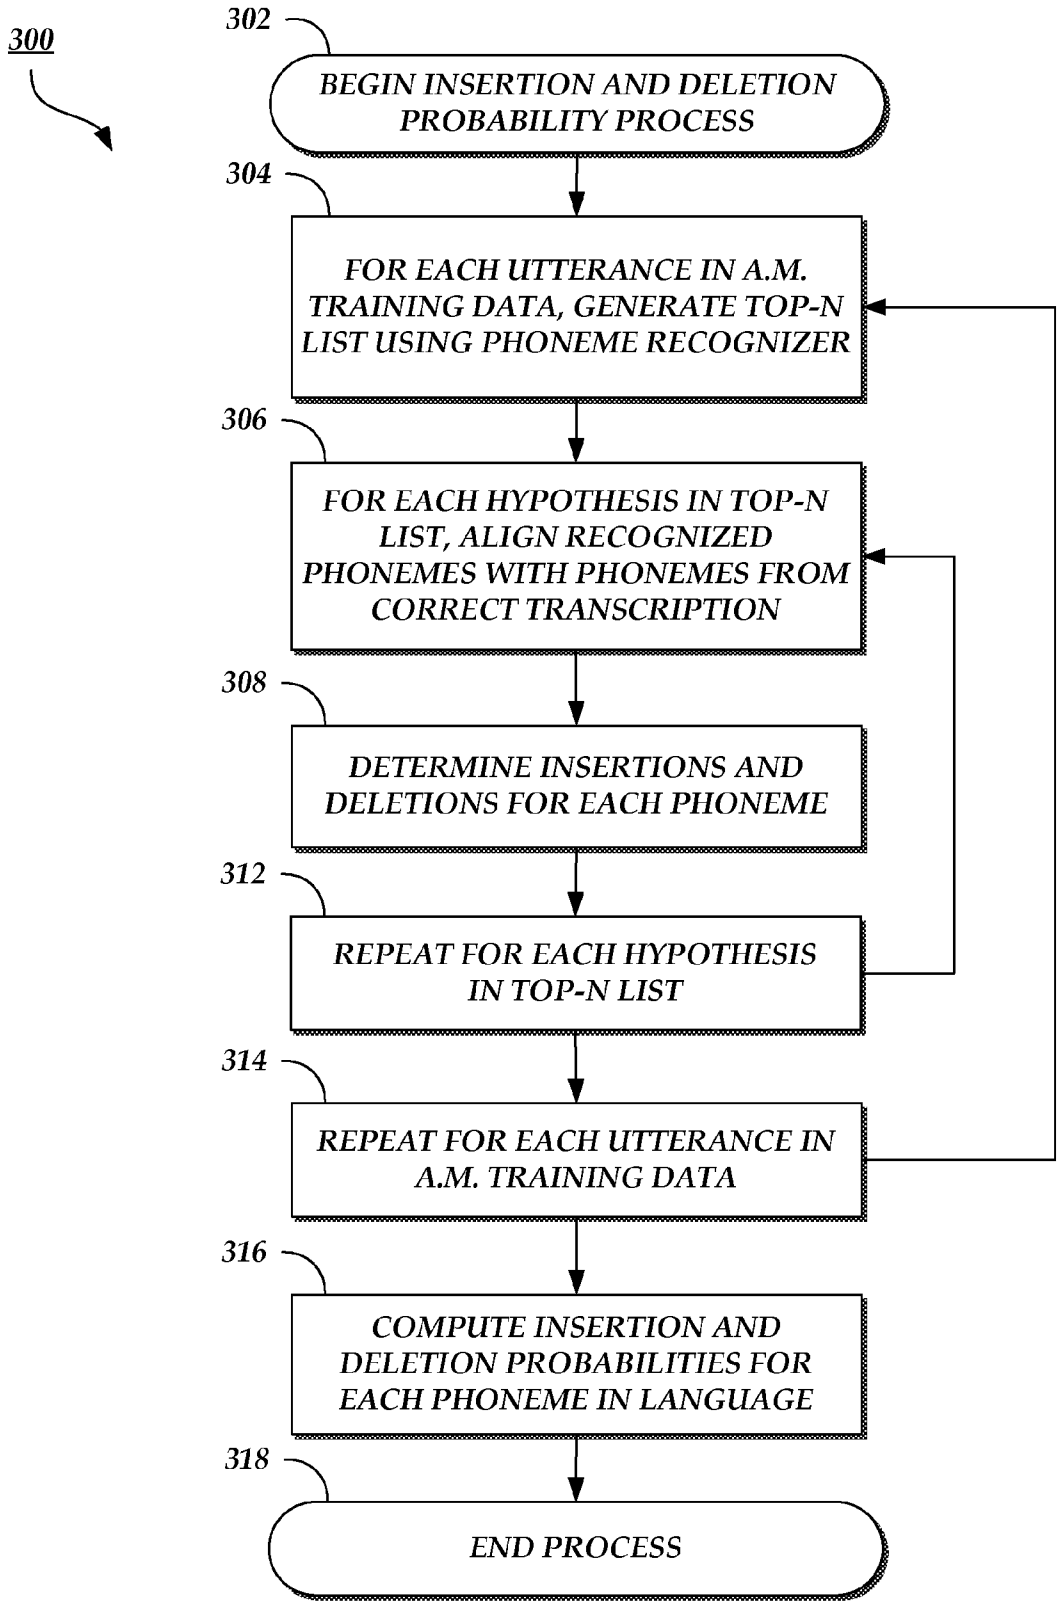 300
302
BEGIN INSERTION AND DELETION
PROBABILITY PROCESS
304
FOR EACH UTTERANCE IN A.M.
TRAINING DATA, GENERATE TOP-N
LIST USING PHONEME RECOGNIZER
306
FOR EACH HYPOTHESIS IN TOP-N
LIST, ALIGN RECOGNIZED
PHONEMES WITH PHONEMES FROM
CORRECT TRANSCRIPTION
308
DETERMINE INSERTIONS AND
DELETIONS FOR EACH PHONEME
312
REPEAT FOR EACH HYPOTHESIS
IN TOP-N LIST
314
REPEAT FOR EACH UTTERANCE IN
A.M. TRAINING DATA
316
COMPUTE INSERTION AND
DELETION PROBABILITIES FOR
EACH PHONEME IN LANGUAGE
318
END PROCESS